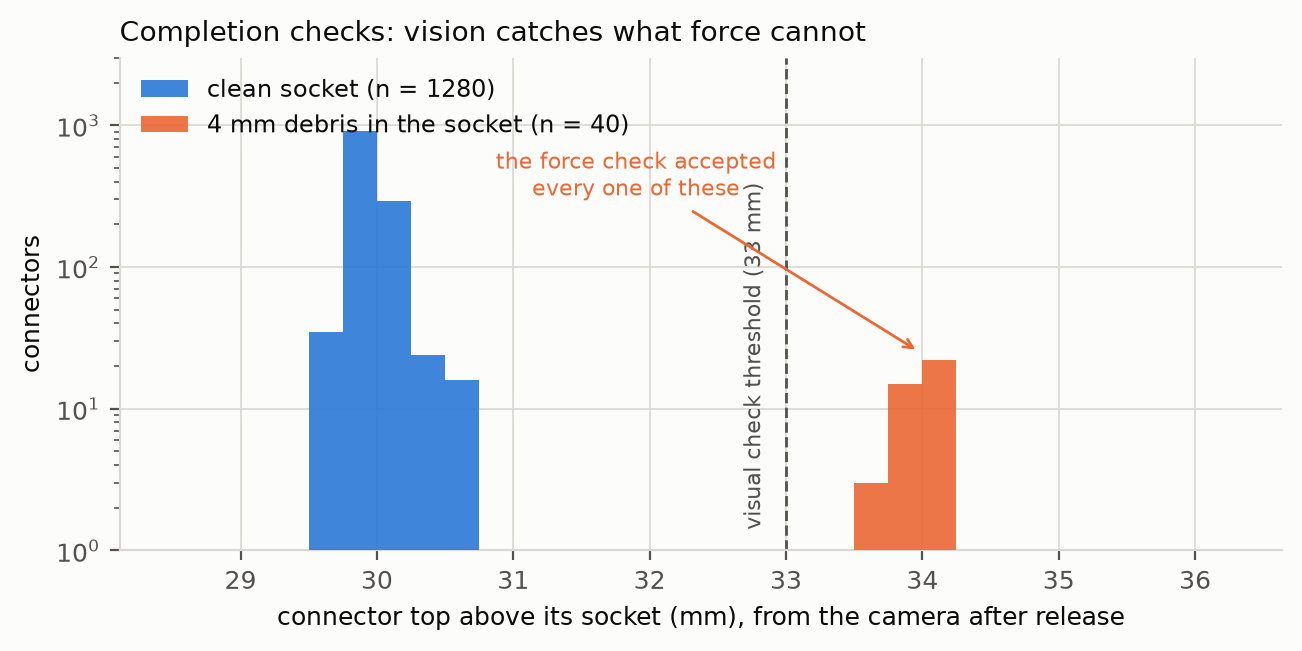 Completion checks: vision catches what force cannot
clean socket (n = 1280)
4 mm debris in the socket (n = 40)
the force check accepted
every one of these
visual check threshold (33 mm)
connectors
10³
10²
10¹
10⁰
29 30 31 32 33 34 35 36
connector top above its socket (mm), from the camera after release